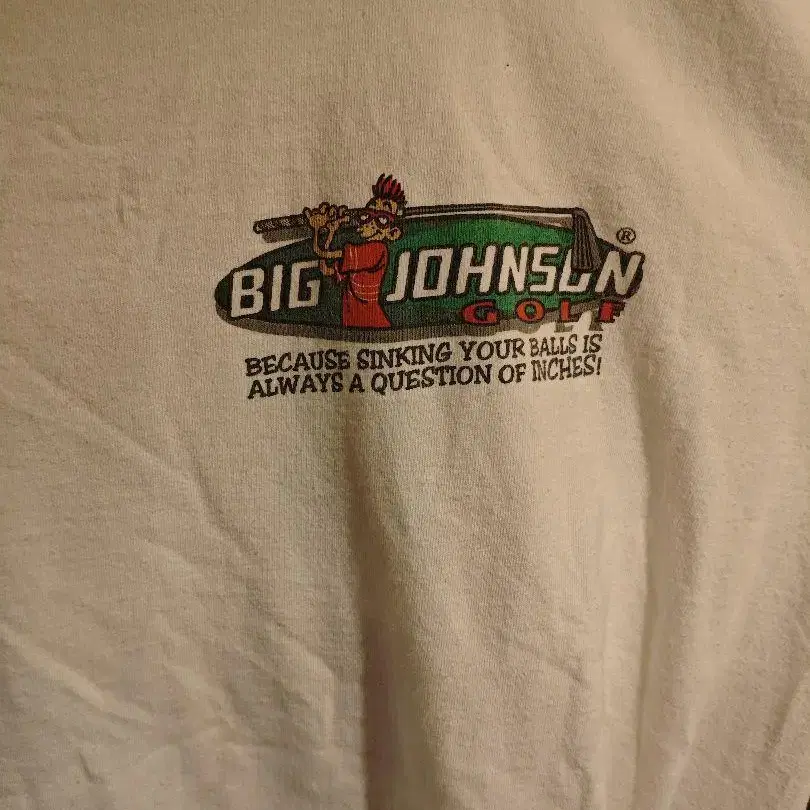 BIG JOHNSON®
GOLF
BECAUSE SINKING YOUR BALLS IS
ALWAYS A QUESTION OF INCHES!